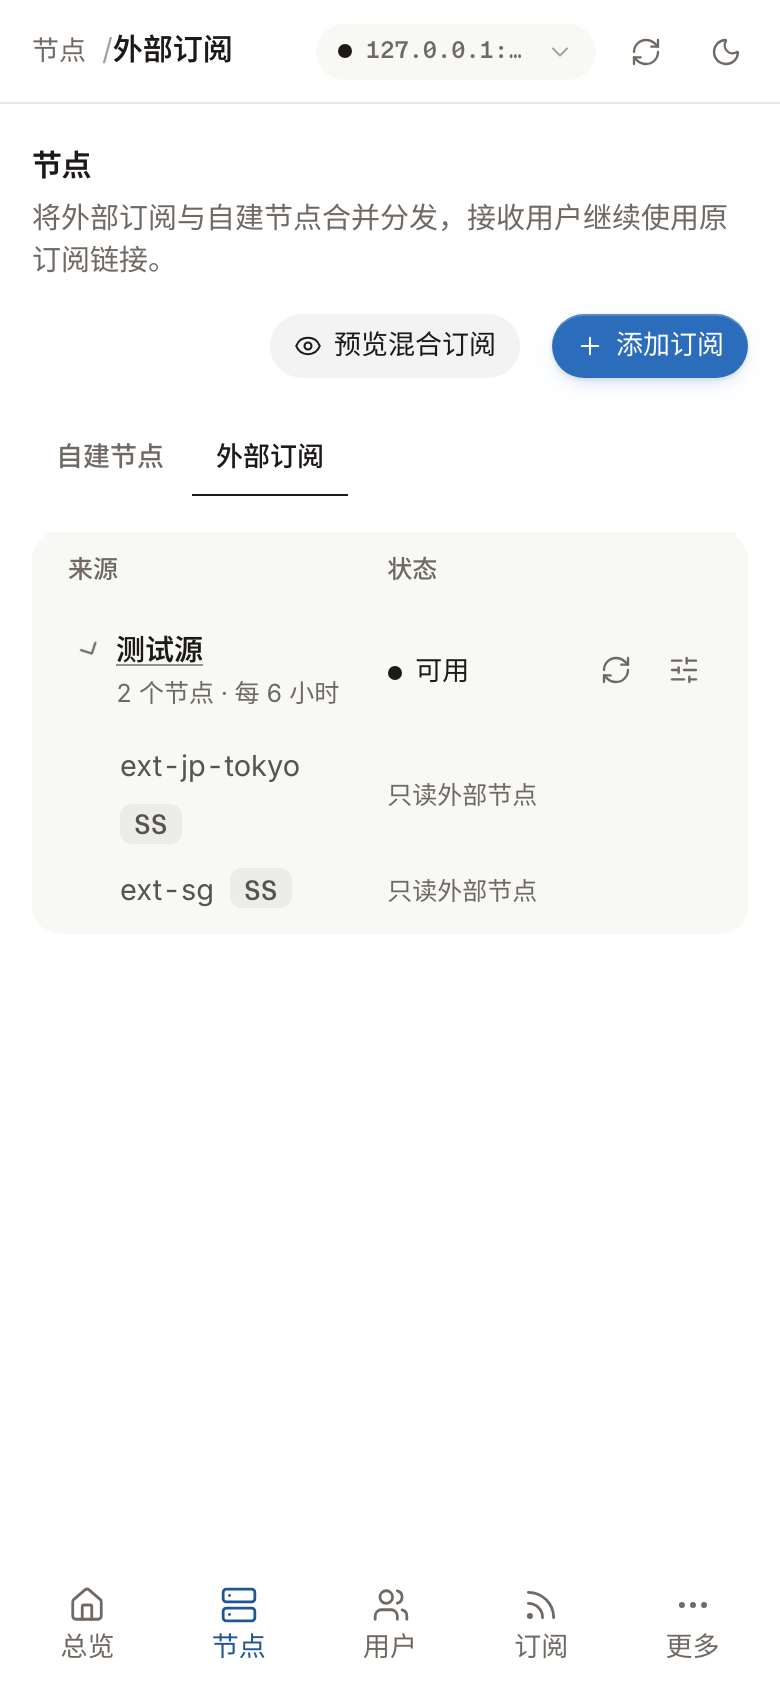 节点 /外部订阅
127.0.0.1:…
节点
将外部订阅与自建节点合并分发，接收用户继续使用原
订阅链接。
预览混合订阅
添加订阅
自建节点
外部订阅
来源
状态
测试源
2 个节点 · 每 6 小时
可用
ext-jp-tokyo
SS
只读外部节点
ext-sg SS
只读外部节点
总览
节点
用户
订阅
更多